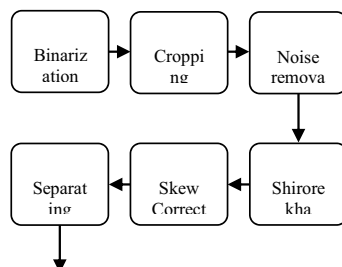 Binariz
ation
Croppi
ng
Noise
remova
Separat
ing
Skew
Correct
Shirore
kha